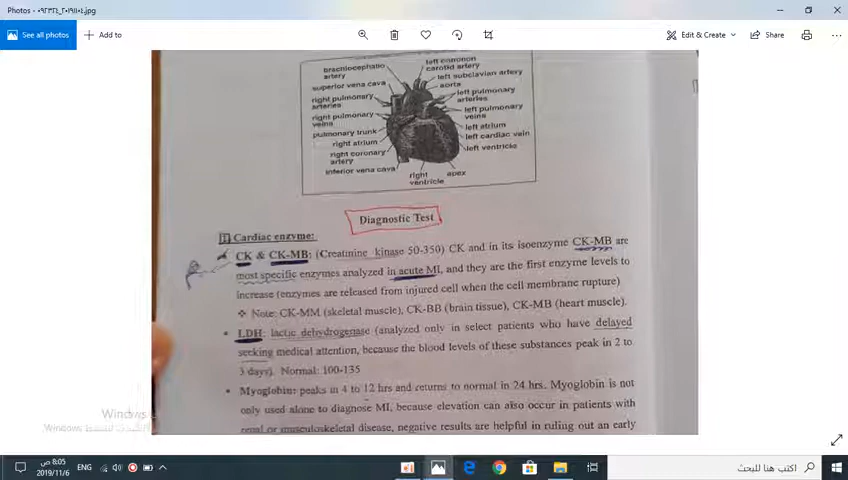 Photos - ٢٠١٩١١٠٤_٠٩٢٣٢٤.jpg
See all photos
Add to
Edit & Create
Share
brachiocephalic artery
superior vena cava
right pulmonary arteries
right pulmonary veins
pulmonary trunk
right atrium
right coronary artery
inferior vena cava
right ventricle
apex
left common carotid artery
left subclavian artery
aorta
left pulmonary arteries
left pulmonary veins
left atrium
left cardiac vein
left ventricle
Diagnostic Test
Cardiac enzyme:
CK & CK-MB: (Creatinine kinase 50-350) CK and in its isoenzyme CK-MB are
most specific enzymes analyzed in acute MI, and they are the first enzyme levels to
increase (enzymes are released from injured cell when the cell membrane rupture)
❖ Note: CK-MM (skeletal muscle), CK-BB (brain tissue), CK-MB (heart muscle).
• LDH: lactic dehydrogenase (analyzed only in select patients who have delayed
seeking medical attention, because the blood levels of these substances peak in 2 to
3 days). Normal: 100-135
• Myoglobin: peaks in 4 to 12 hrs and returns to normal in 24 hrs. Myoglobin is not
only used alone to diagnose MI, because elevation can also occur in patients with
renal or musculoskeletal disease, negative results are helpful in ruling out an early
Windows
Windows
8:05 ص
2019/11/6
ENG
اكتب هنا للبحث